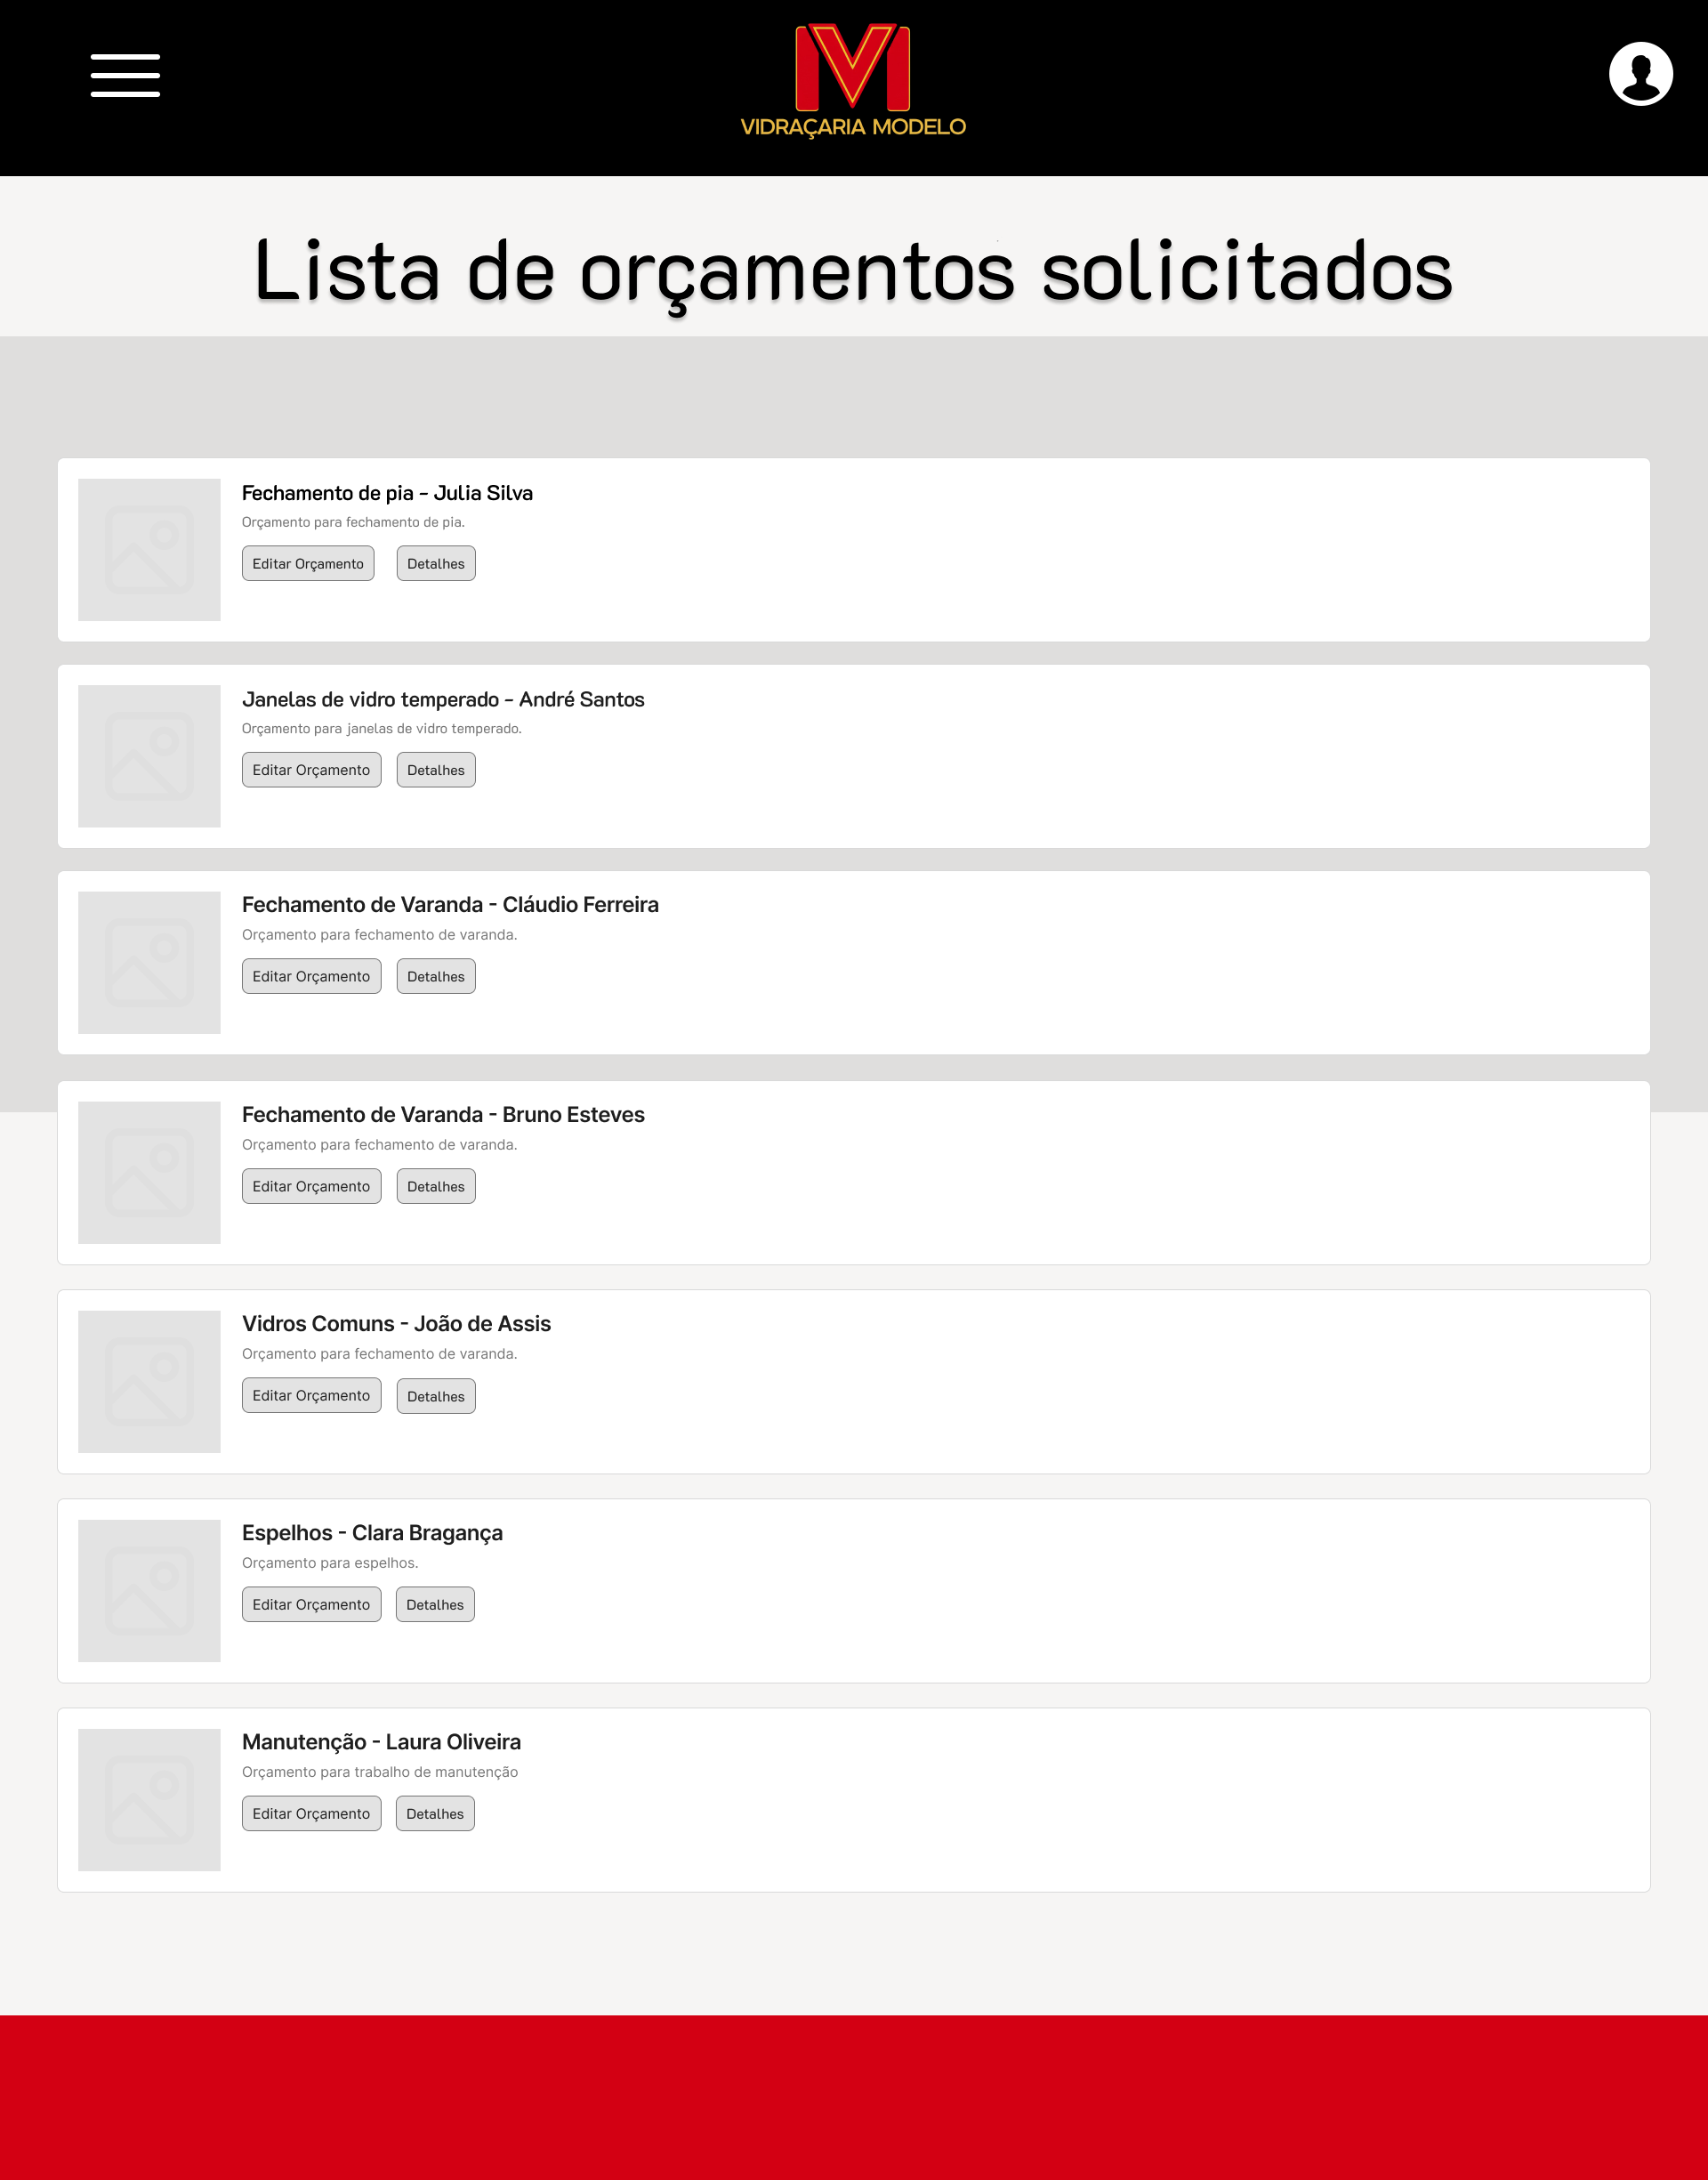 VIDRAÇARIA MODELO
Lista de orçamentos solicitados
Fechamento de pia - Julia Silva
Orçamento para fechamento de pia.
Editar Orçamento Detalhes
Janelas de vidro temperado - André Santos
Orçamento para janelas de vidro temperado.
Editar Orçamento Detalhes
Fechamento de Varanda - Cláudio Ferreira
Orçamento para fechamento de varanda.
Editar Orçamento Detalhes
Fechamento de Varanda - Bruno Esteves
Orçamento para fechamento de varanda.
Editar Orçamento Detalhes
Vidros Comuns - João de Assis
Orçamento para fechamento de varanda.
Editar Orçamento Detalhes
Espelhos - Clara Bragança
Orçamento para espelhos.
Editar Orçamento Detalhes
Manutenção - Laura Oliveira
Orçamento para trabalho de manutenção
Editar Orçamento Detalhes